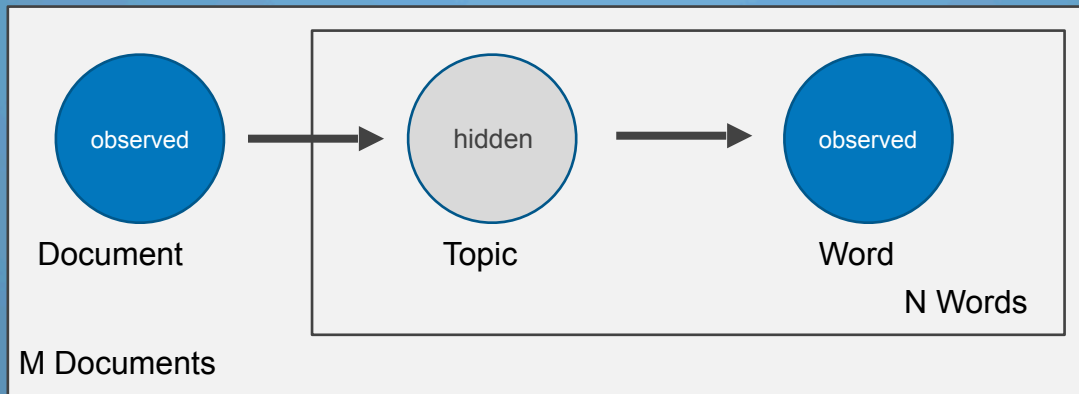 observed hidden observed
Document Topic Word
N Words
M Documents